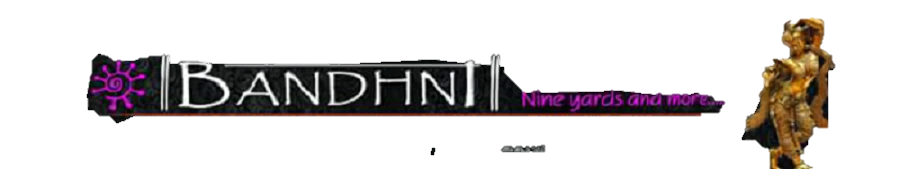 BANDHNI
Nine yards and more....